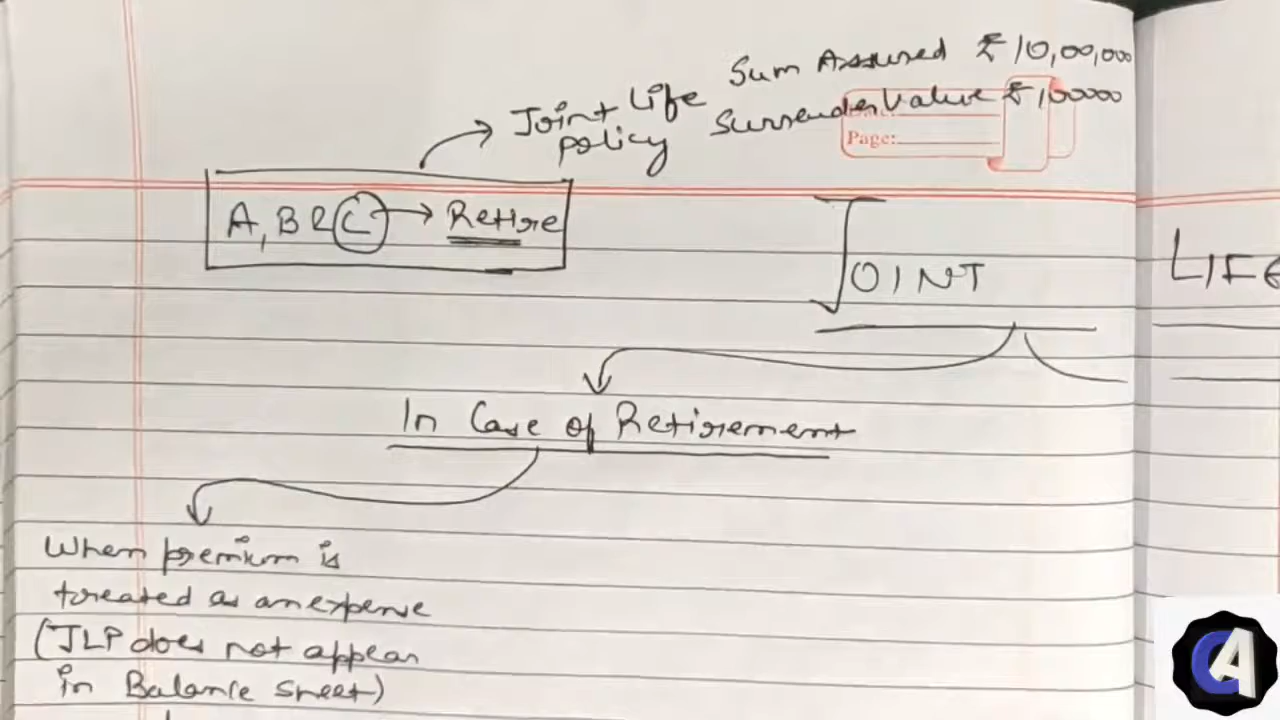 Sum Assured ₹ 10,00,000
Joint Life policy
Surrender Value ₹ 100000
Page:
A, B & C → Retire
JOINT
LIFE
In Case of Retirement
When premium is
treated as an expense
(JLP does not appear
in Balance sheet)
CA